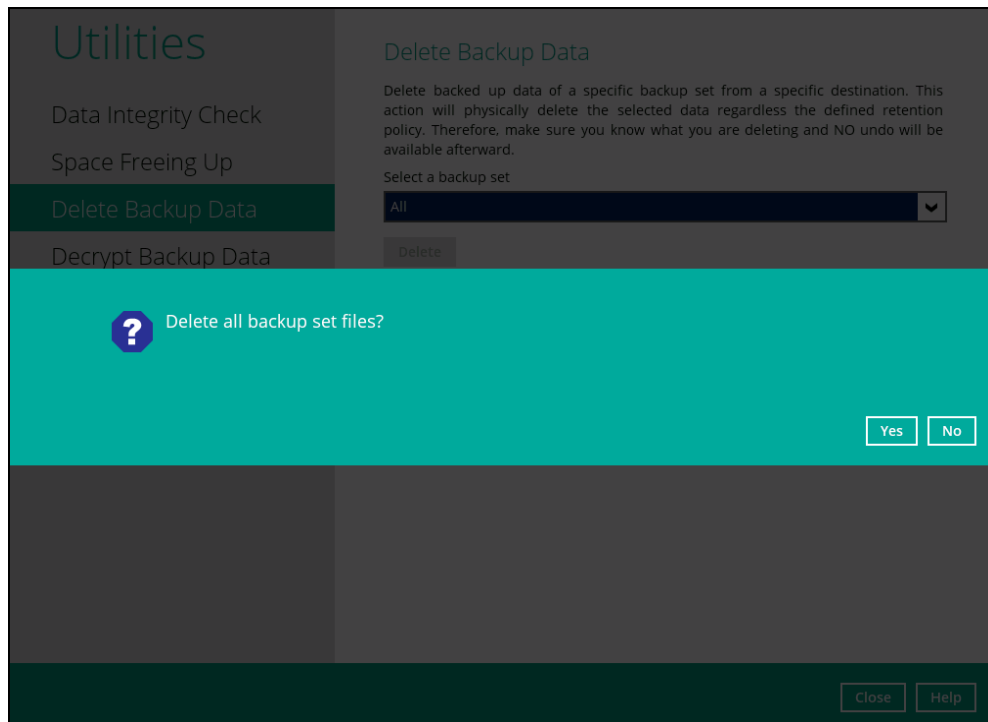 Utilities
Data Integrity Check
Space Freeing Up
Delete Backup Data
Decrypt Backup Data
Delete Backup Data
Delete backed up data of a specific backup set from a specific destination. This
action will physically delete the selected data regardless the defined retention
policy. Therefore, make sure you know what you are deleting and NO undo will be
available afterward.
Select a backup set
All
Delete
?
Delete all backup set files?
Yes No
Close Help